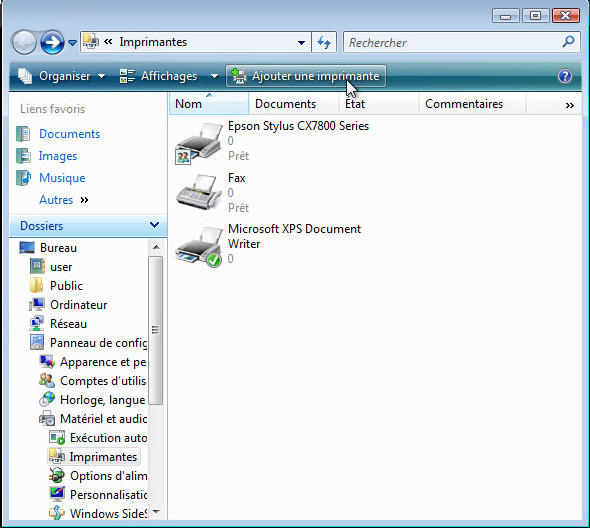 Imprimantes
Rechercher
Organiser
Affichages
Ajouter une imprimante
Liens favoris
Documents
Images
Musique
Autres
Dossiers
Bureau
user
Public
Ordinateur
Réseau
Panneau de config
Apparence et pe
Comptes d'utilis
Horloge, langue
Matériel et audio
Exécution auto
Imprimantes
Options d'alim
Personnalisatio
Windows SideS
Nom Documents État Commentaires
Epson Stylus CX7800 Series
0
Prêt
Fax
0
Prêt
Microsoft XPS Document
Writer
0